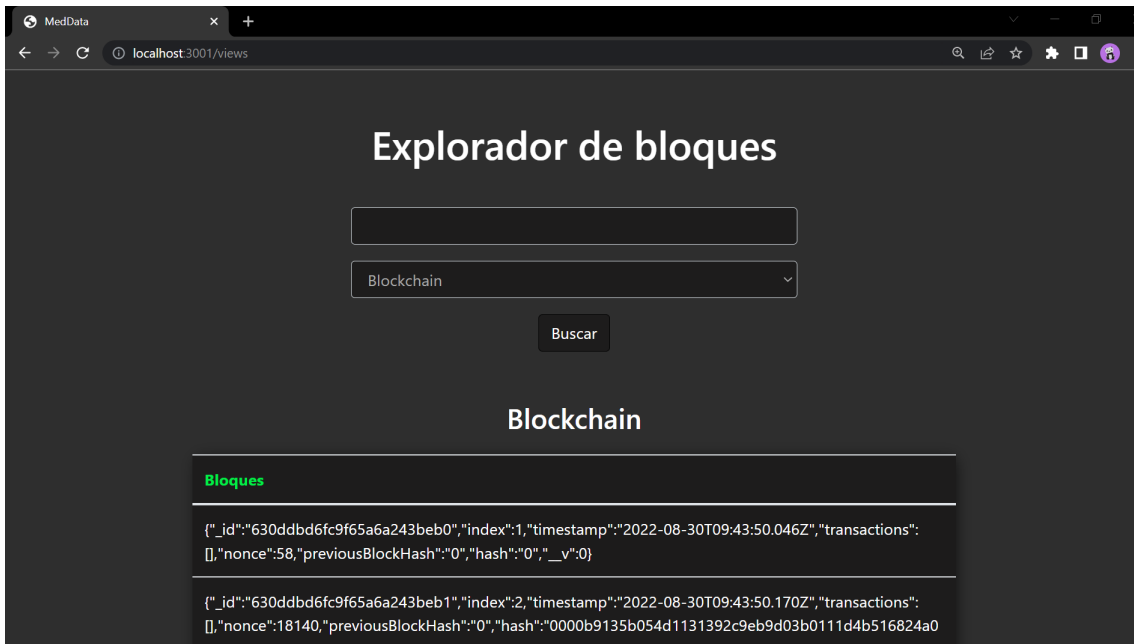 MedData
localhost:3001/views
Explorador de bloques
Blockchain
Buscar
Blockchain
Bloques
{"_id":"630ddbd6fc9f65a6a243beb0","index":1,"timestamp":"2022-08-30T09:43:50.046Z","transactions":
[],"nonce":58,"previousBlockHash":"0","hash":"0","__v":0}
{"_id":"630ddbd6fc9f65a6a243beb1","index":2,"timestamp":"2022-08-30T09:43:50.170Z","transactions":
[],"nonce":18140,"previousBlockHash":"0","hash":"0000b9135b054d1131392c9eb9d03b0111d4b516824a0